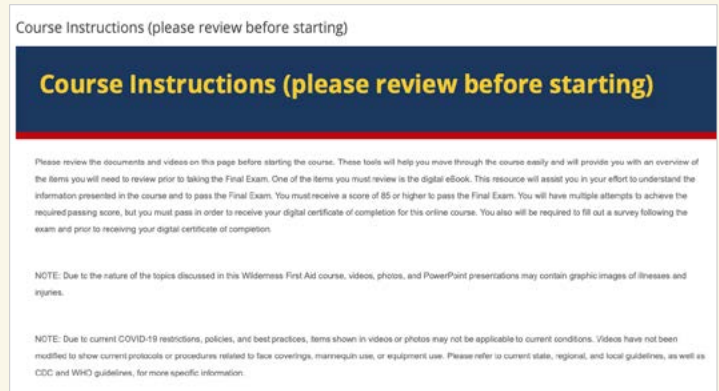 Course Instructions (please review before starting)
Course Instructions (please review before starting)
Please review the documents and videos on this page before starting the course. These tools will help you move through the course easily and will provide you with an overview of
the items you will need to review prior to taking the Final Exam. One of the items you must review is the digital eBook. This resource will assist you in your effort to understand the
information presented in the course and to pass the Final Exam. You must receive a score of 85 or higher to pass the Final Exam. You will have multiple attempts to achieve the
required passing score, but you must pass in order to receive your digital certificate of completion for this online course. You also will be required to fill out a survey following the
exam and prior to receiving your digital certificate of completion.
NOTE: Due to the nature of the topics discussed in this Wilderness First Aid course, videos, photos, and PowerPoint presentations may contain graphic images of illnesses and
injuries.
NOTE: Due to current COVID-19 restrictions, policies, and best practices, items shown in videos or photos may not be applicable to current conditions. Videos have not been
modified to show current protocols or procedures related to face coverings, mannequin use, or equipment use. Please refer to current state, regional, and local guidelines, as well as
CDC and WHO guidelines, for more specific information.